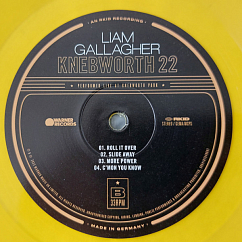 AN RKID RECORDING
LIAM
GALLAGHER
KNEBWORTH 22
PERFORMED LIVE AT KNEBWORTH PARK
WARNER
RECORDS
RKID
01. ROLL IT OVER
02. SLIDE AWAY
03. MORE POWER
04. C'MON YOU KNOW
B
33RPM
MADE IN GERMANY